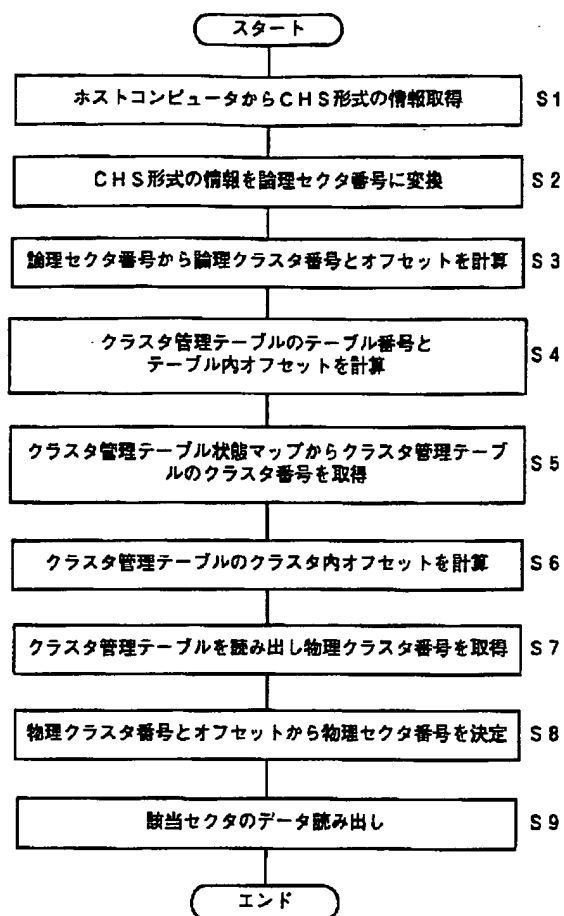 スタート
ホストコンピュータからCHS形式の情報取得 S1
CHS形式の情報を論理セクタ番号に変換 S2
論理セクタ番号から論理クラスタ番号とオフセットを計算 S3
クラスタ管理テーブルのテーブル番号と
テーブル内オフセットを計算 S4
クラスタ管理テーブル状態マップからクラスタ管理テーブ
ルのクラスタ番号を取得 S5
クラスタ管理テーブルのクラスタ内オフセットを計算 S6
クラスタ管理テーブルを読み出し物理クラスタ番号を取得 S7
物理クラスタ番号とオフセットから物理セクタ番号を決定 S8
該当セクタのデータ読み出し S9
エンド